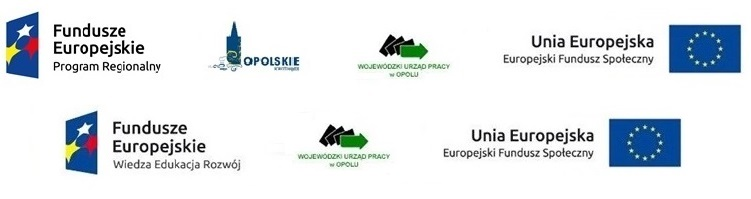 Fundusze
Europejskie
Program Regionalny
OPOLSKIE
WOJEWÓDZKI URZĄD PRACY
w OPOLU
Unia Europejska
Europejski Fundusz Społeczny
Fundusze
Europejskie
Wiedza Edukacja Rozwój
WOJEWÓDZKI URZĄD PRACY
w OPOLU
Unia Europejska
Europejski Fundusz Społeczny